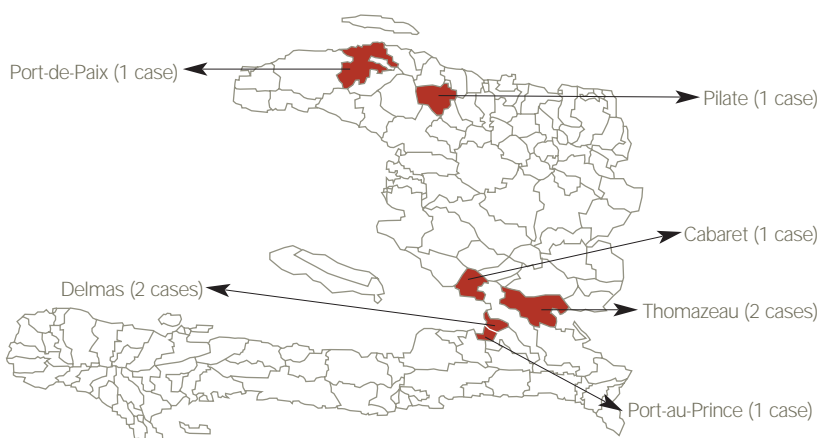 Port-de-Paix (1 case)
Pilate (1 case)
Cabaret (1 case)
Delmas (2 cases)
Thomazeau (2 cases)
Port-au-Prince (1 case)